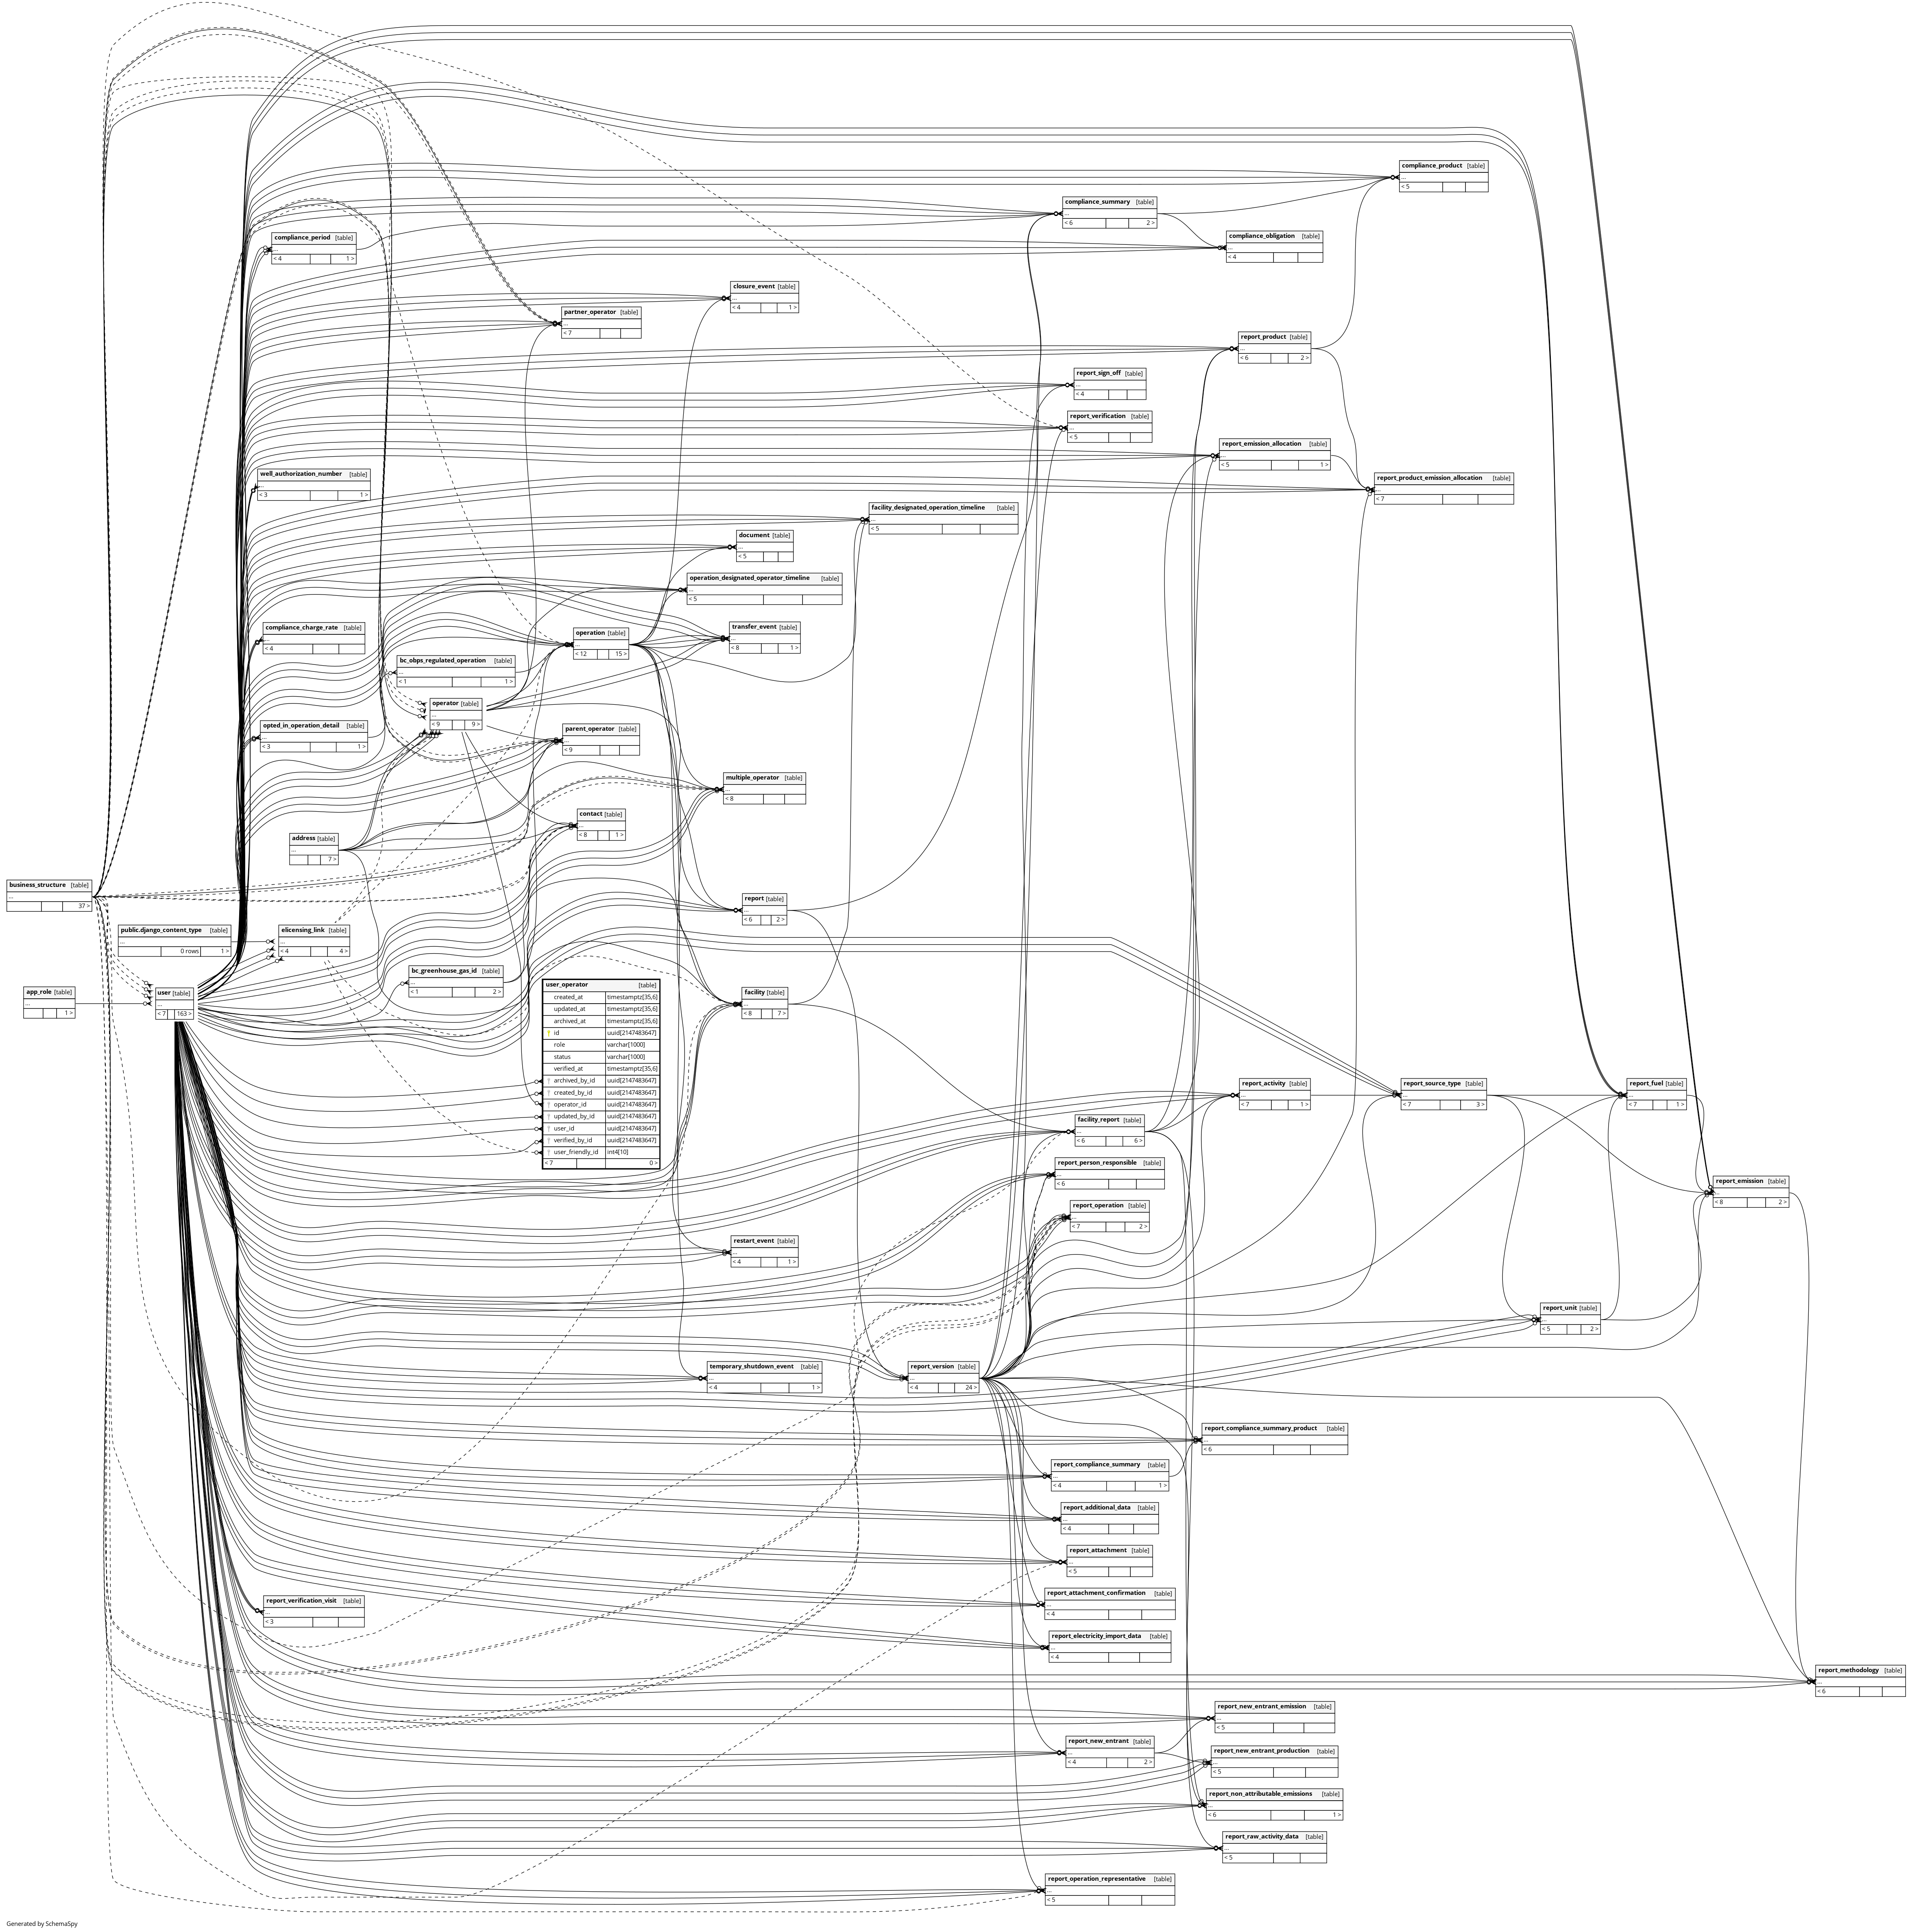 compliance_product [table]
...
< 5
compliance_summary [table]
...
< 6 2 >
compliance_period [table]
...
< 4 1 >
compliance_obligation [table]
...
< 4
closure_event [table]
...
< 4 1 >
partner_operator [table]
...
< 7
report_product [table]
...
< 6 2 >
report_sign_off [table]
...
< 4
report_verification [table]
...
< 5
report_emission_allocation [table]
...
< 5 1 >
well_authorization_number [table]
...
< 3 1 >
report_product_emission_allocation [table]
...
< 7
facility_designated_operation_timeline [table]
...
< 5
document [table]
...
< 5
operation_designated_operator_timeline [table]
...
< 5
compliance_charge_rate [table]
...
< 4
operation [table]
...
< 12 15 >
transfer_event [table]
...
< 8 1 >
bc_obps_regulated_operation [table]
...
< 1 1 >
operator [table]
...
< 9 9 >
opted_in_operation_detail [table]
...
< 3 1 >
parent_operator [table]
...
< 9
multiple_operator [table]
...
< 8
contact [table]
...
< 8 1 >
address [table]
...
7 >
business_structure [table]
...
37 >
report [table]
...
< 6 2 >
public.django_content_type [table]
...
0 rows 1 >
elicensing_link [table]
...
< 4 4 >
bc_greenhouse_gas_id [table]
...
< 1 2 >
app_role [table]
...
1 >
user [table]
...
< 7 163 >
user_operator [table]
created_at timestamptz[35,6]
updated_at timestamptz[35,6]
archived_at timestamptz[35,6]
id uuid[2147483647]
role varchar[1000]
status varchar[1000]
verified_at timestamptz[35,6]
archived_by_id uuid[2147483647]
created_by_id uuid[2147483647]
operator_id uuid[2147483647]
updated_by_id uuid[2147483647]
user_id uuid[2147483647]
verified_by_id uuid[2147483647]
user_friendly_id int4[10]
< 7 0 >
facility [table]
...
< 8 7 >
report_activity [table]
...
< 7 1 >
report_source_type [table]
...
< 7 3 >
report_fuel [table]
...
< 7 1 >
facility_report [table]
...
< 6 6 >
report_person_responsible [table]
...
< 6
report_emission [table]
...
< 8 2 >
report_operation [table]
...
< 7 2 >
restart_event [table]
...
< 4 1 >
report_unit [table]
...
< 5 2 >
temporary_shutdown_event [table]
...
< 4 1 >
report_version [table]
...
< 4 24 >
report_compliance_summary_product [table]
...
< 6
report_compliance_summary [table]
...
< 4 1 >
report_additional_data [table]
...
< 4
report_attachment [table]
...
< 5
report_attachment_confirmation [table]
...
< 4
report_verification_visit [table]
...
< 3
report_electricity_import_data [table]
...
< 4
report_methodology [table]
...
< 6
report_new_entrant_emission [table]
...
< 5
report_new_entrant [table]
...
< 4 2 >
report_new_entrant_production [table]
...
< 5
report_non_attributable_emissions [table]
...
< 6 1 >
report_raw_activity_data [table]
...
< 5
report_operation_representative [table]
...
< 5
Generated by SchemaSpy